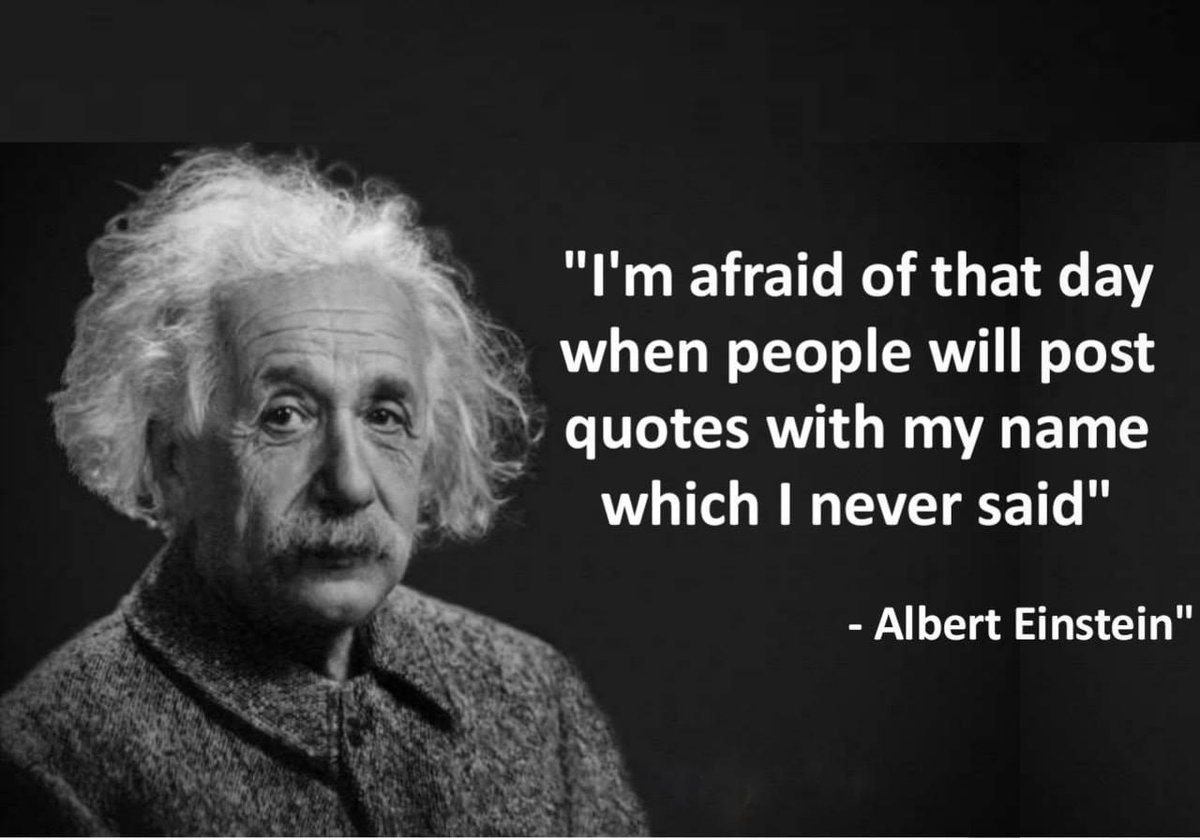 "I'm afraid of that day
when people will post
quotes with my name
which I never said"
- Albert Einstein"